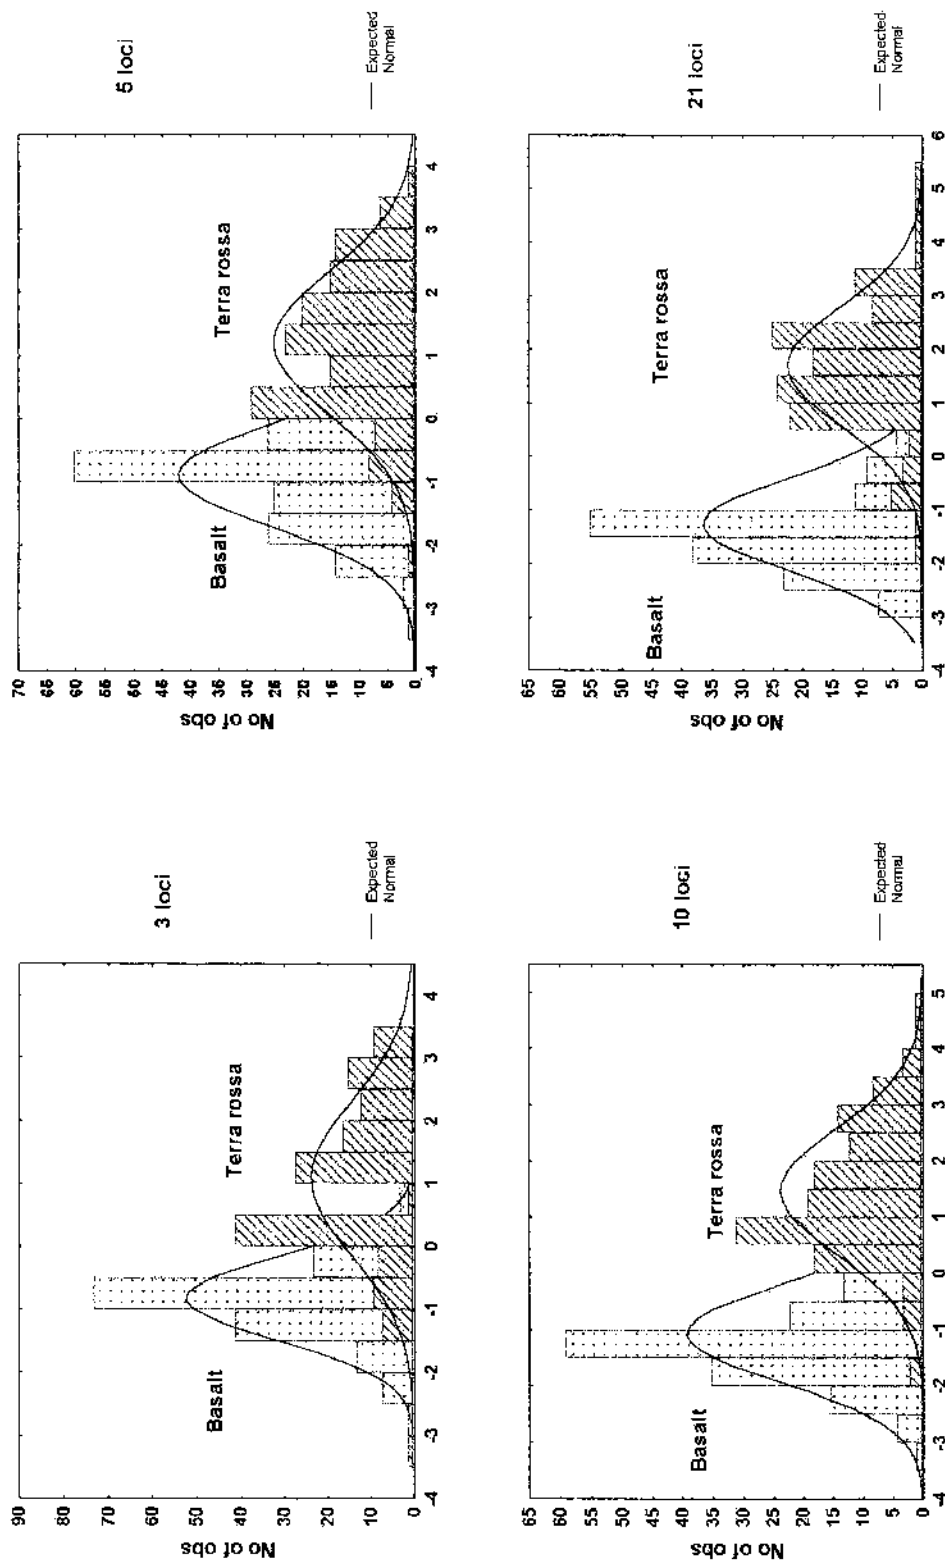 3 loci
No of obs
90
80
70
60
50
40
30
20
10
0
Basalt
Terra rossa
-4 -3 -2 -1 0 1 2 3 4
Expected
Normal
5 loci
No of obs
70
65
60
55
50
45
40
35
30
25
20
15
10
5
0
Basalt
Terra rossa
-4 -3 -2 -1 0 1 2 3 4
Expected
Normal
10 loci
No of obs
65
60
55
50
45
40
35
30
25
20
15
10
5
0
Basalt
Terra rossa
-4 -3 -2 -1 0 1 2 3 4 5
Expected
Normal
21 loci
No of obs
65
60
55
50
45
40
35
30
25
20
15
10
5
0
Basalt
Terra rossa
-4 -3 -2 -1 0 1 2 3 4 5 6
Expected
Normal